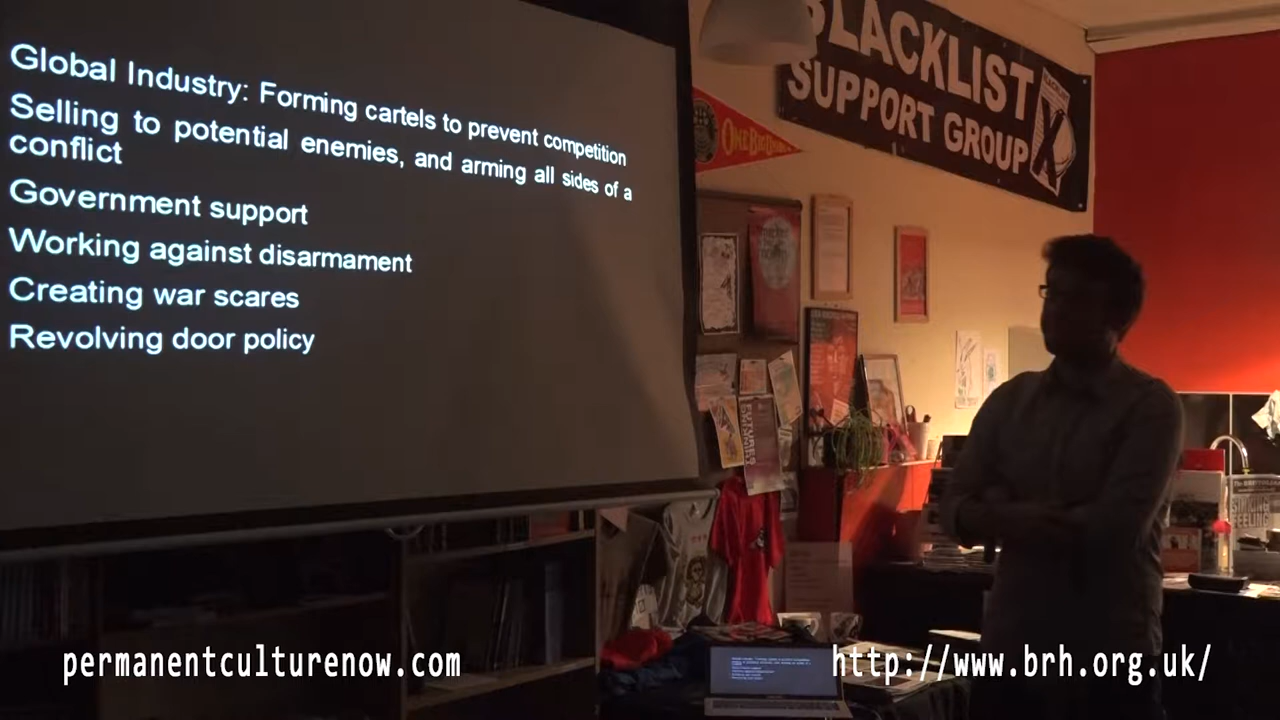 Global Industry: Forming cartels to prevent competition
Selling to potential enemies, and arming all sides of a
conflict
Government support
Working against disarmament
Creating war scares
Revolving door policy
BLACKLIST
SUPPORT GROUP
ONE BIG
permanentculturenow.com
http://www.brh.org.uk/